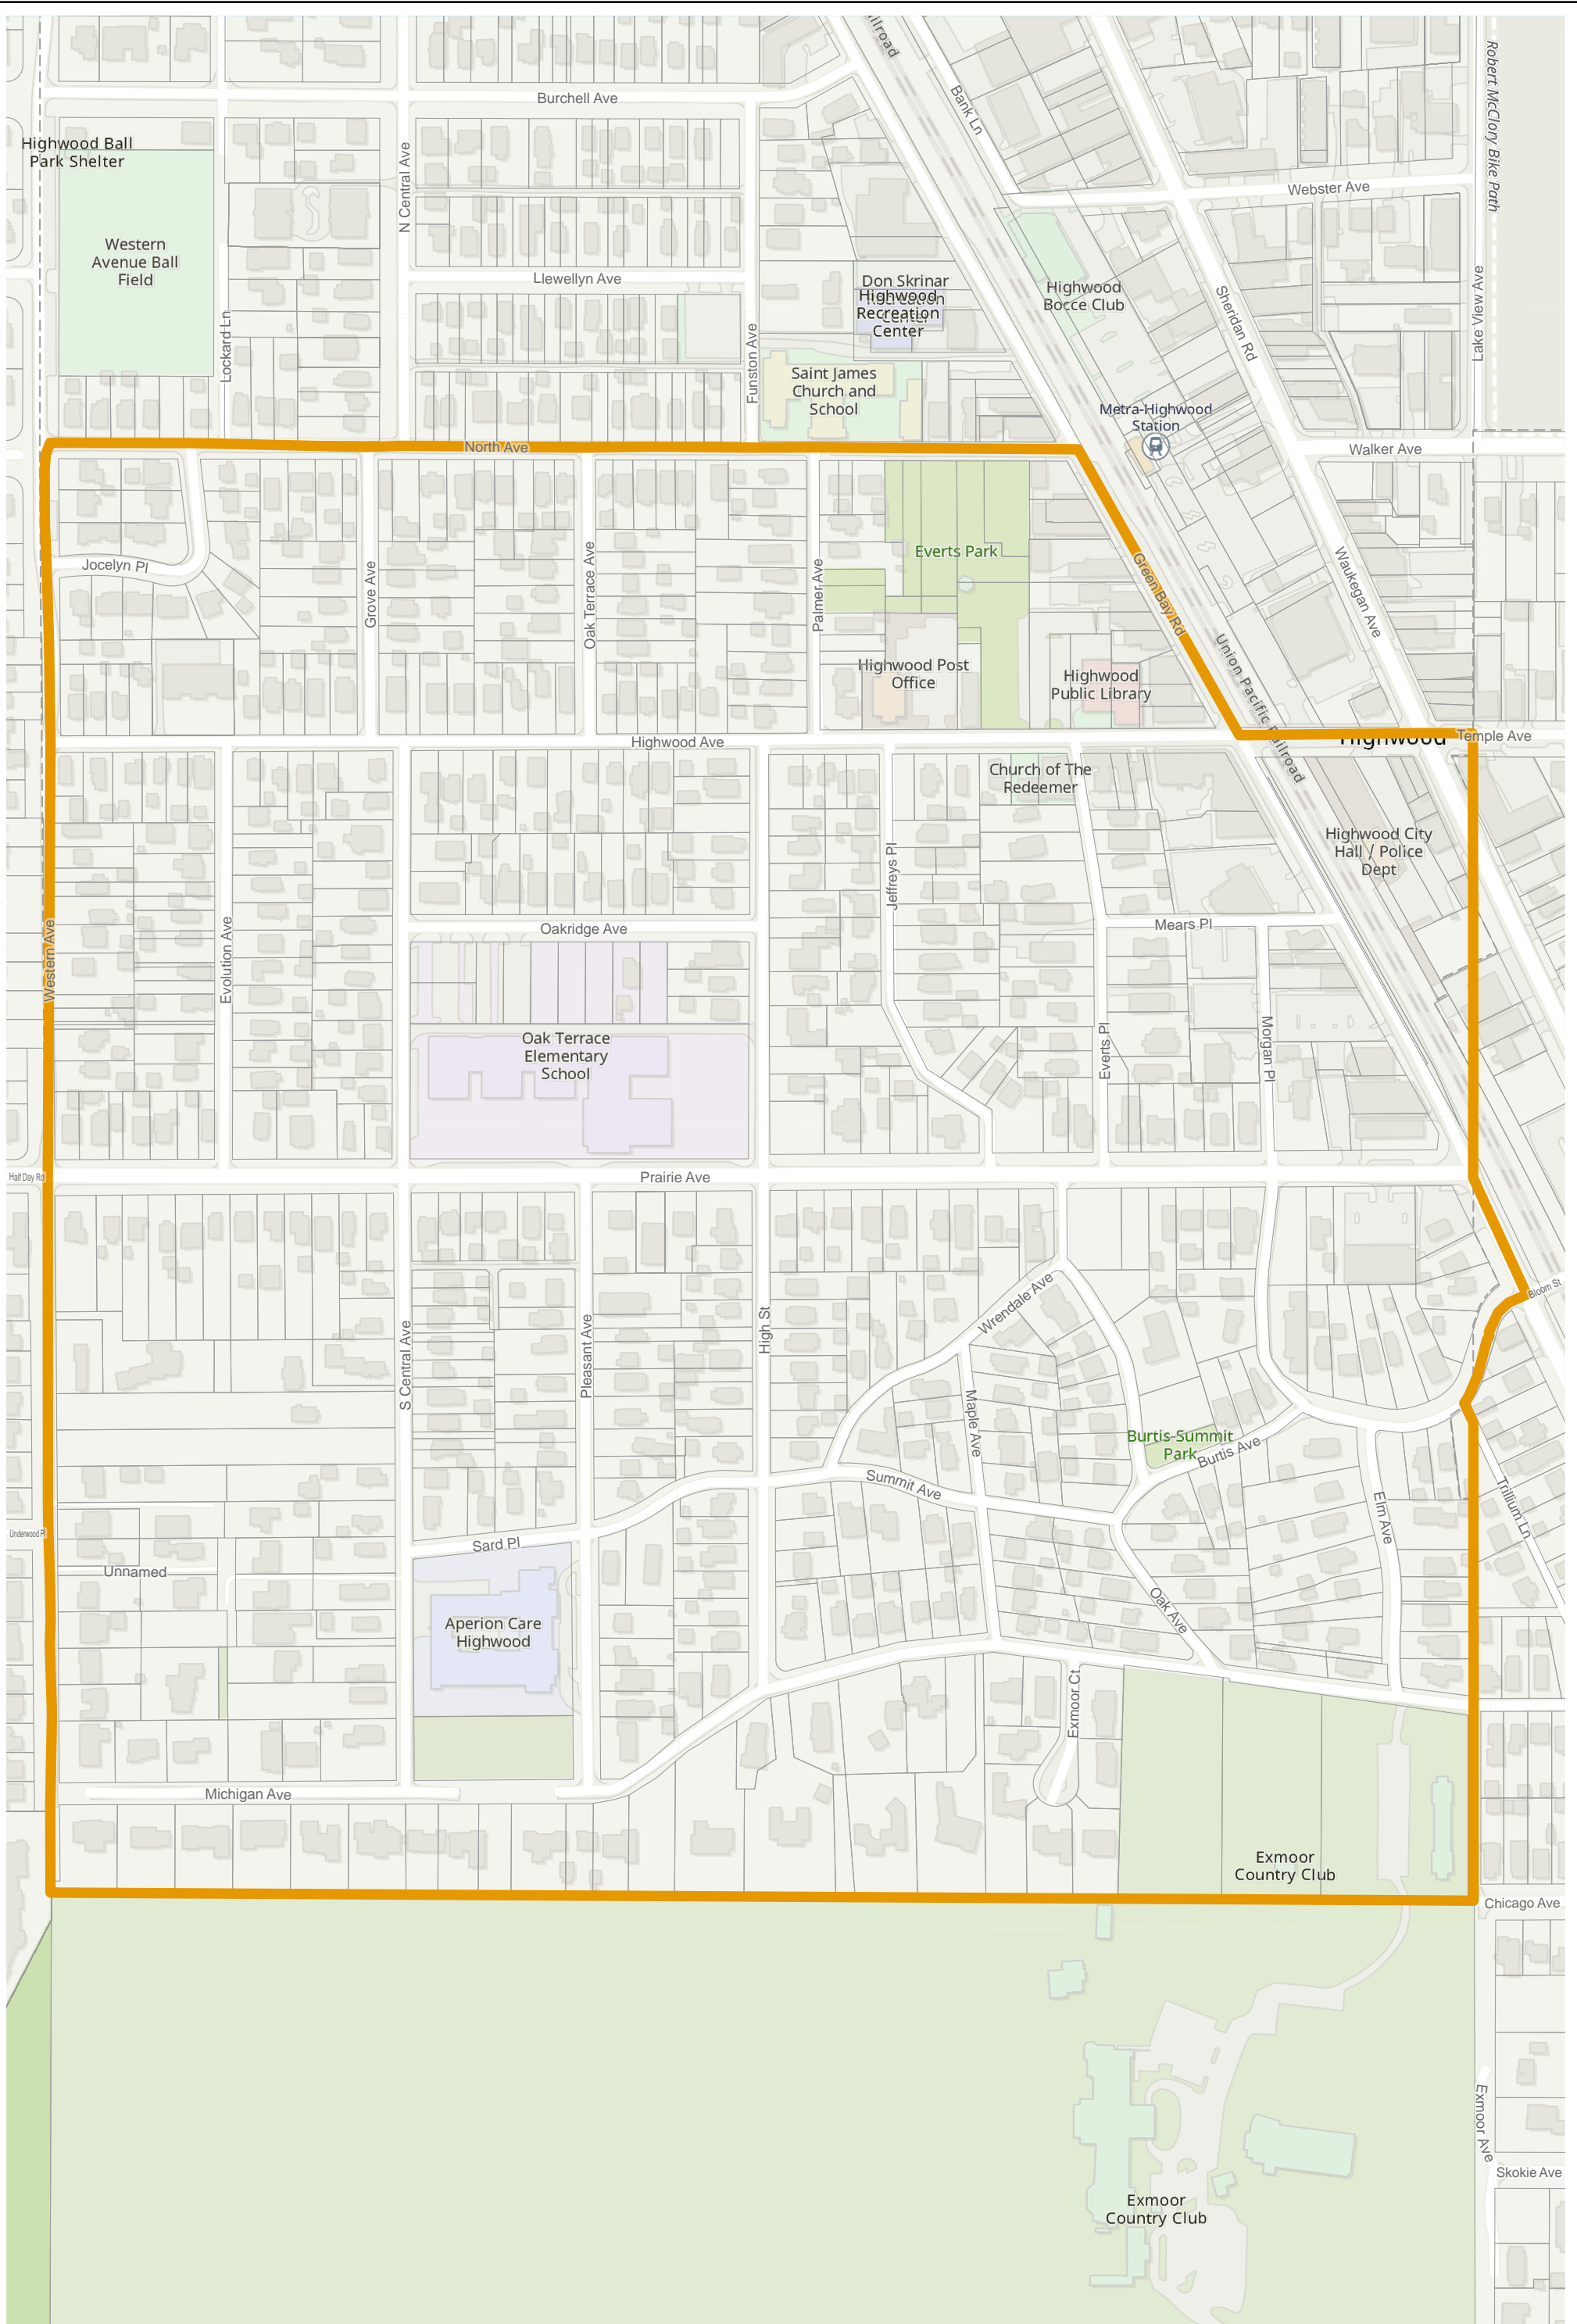 ilroad
Robert McClory Bike Path
Bank Ln
Burchell Ave
Highwood Ball
Park Shelter
N Central Ave
Webster Ave
Western
Avenue Ball
Field
Llewellyn Ave
Don Skrinar
Recreation
Center
Highwood
Recreation
Center
Highwood
Bocce Club
Sheridan Rd
Lake View Ave
Lockard Ln
Funston Ave
Saint James
Church and
School
Metra-Highwood
Station
North Ave
Walker Ave
Jocelyn Pl
Grove Ave
Oak Terrace Ave
Palmer Ave
Everts Park
Green Bay Rd
Waukegan Ave
Highwood Post
Office
Highwood
Public Library
Union Pacific Railroad
Highwood Ave
Highwood
Temple Ave
Church of The
Redeemer
Highwood City
Hall / Police
Dept
Jeffreys Pl
Western Ave
Evolution Ave
Oakridge Ave
Mears Pl
Oak Terrace
Elementary
School
Everts Pl
Morgan Pl
Half Day Rd
Prairie Ave
Bloom St
S Central Ave
Pleasant Ave
High St
Wrendale Ave
Maple Ave
Burtis-Summit
Park
Burtis Ave
Summit Ave
Elm Ave
Trillium Ln
Underwood Pl
Sard Pl
Unnamed
Oak Ave
Aperion Care
Highwood
Exmoor Ct
Michigan Ave
Exmoor
Country Club
Chicago Ave
Exmoor Ave
Skokie Ave
Exmoor
Country Club